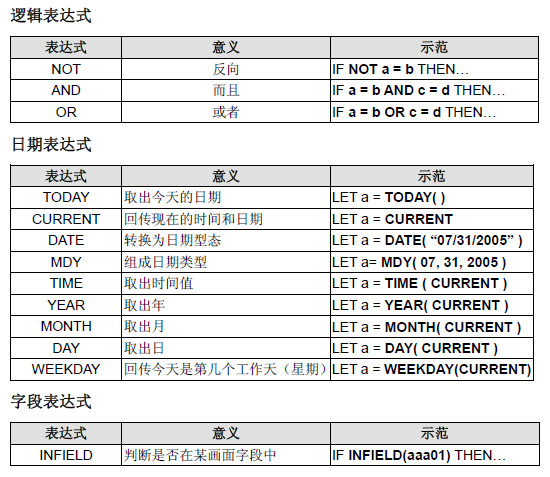 逻辑表达式
表达式 意义 示范
NOT 反向 IF NOT a = b THEN…
AND 而且 IF a = b AND c = d THEN…
OR 或者 IF a = b OR c = d THEN…
日期表达式
表达式 意义 示范
TODAY 取出今天的日期 LET a = TODAY( )
CURRENT 回传现在的时间和日期 LET a = CURRENT
DATE 转换为日期型态 LET a = DATE( “07/31/2005” )
MDY 组成日期类型 LET a= MDY( 07, 31, 2005 )
TIME 取出时间值 LET a = TIME ( CURRENT )
YEAR 取出年 LET a = YEAR( CURRENT )
MONTH 取出月 LET a = MONTH( CURRENT )
DAY 取出日 LET a = DAY( CURRENT )
WEEKDAY 回传今天是第几个工作天（星期） LET a = WEEKDAY(CURRENT)
字段表达式
表达式 意义 示范
INFIELD 判断是否在某画面字段中 IF INFIELD(aaa01) THEN…